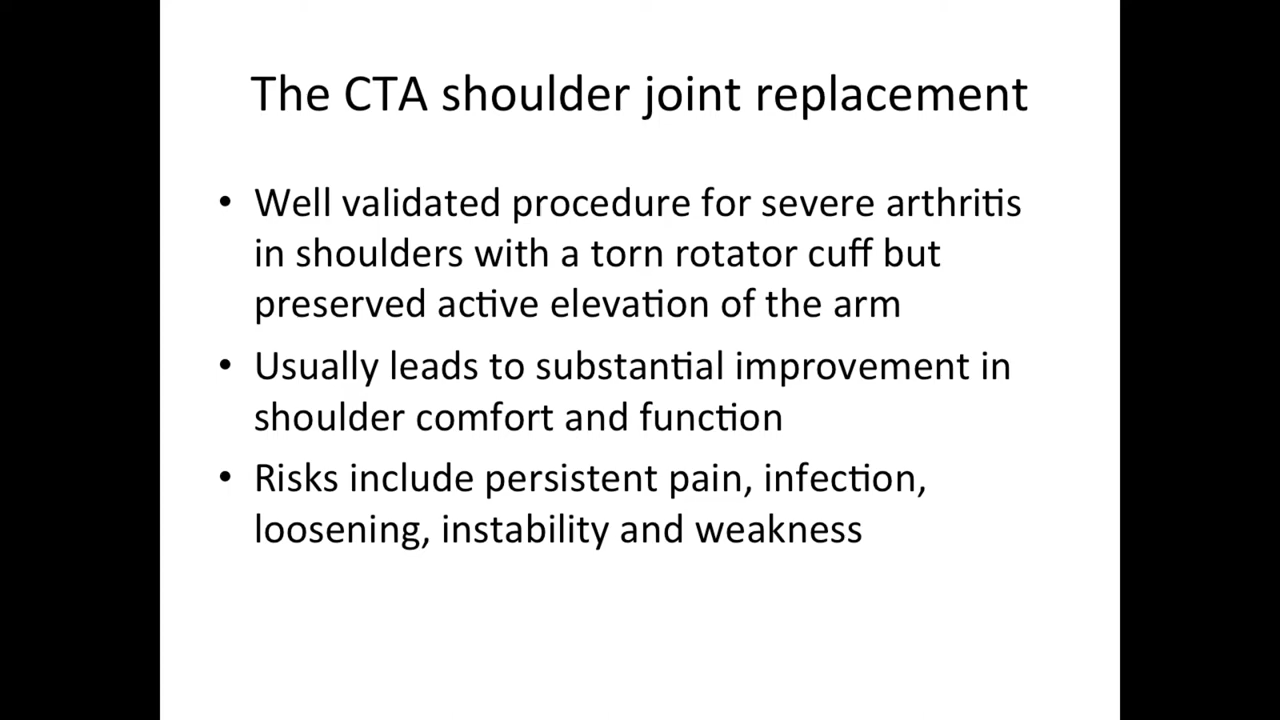 The CTA shoulder joint replacement
• Well validated procedure for severe arthritis
in shoulders with a torn rotator cuff but
preserved active elevation of the arm
• Usually leads to substantial improvement in
shoulder comfort and function
• Risks include persistent pain, infection,
loosening, instability and weakness